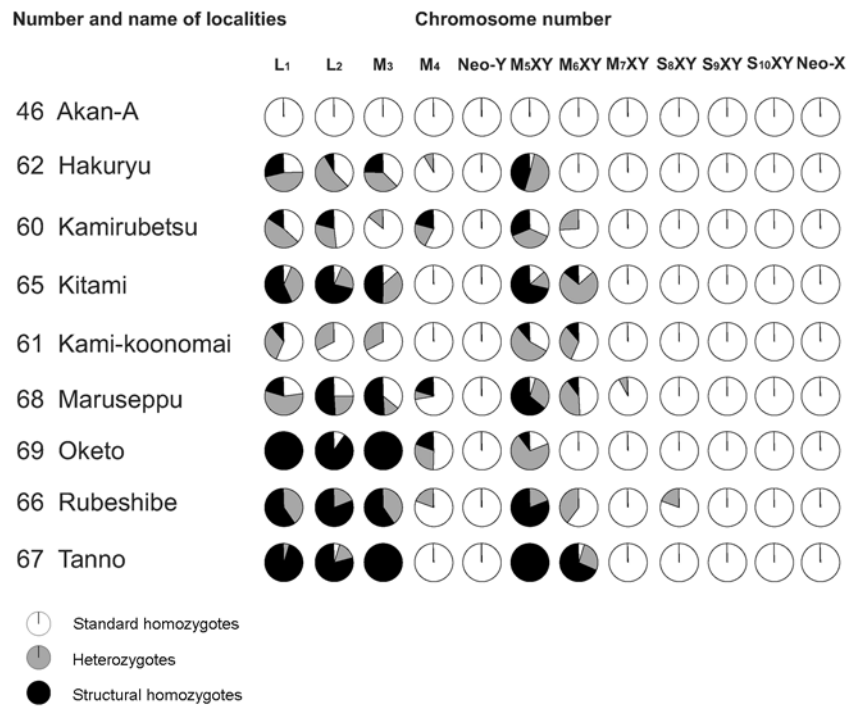 Number and name of localities Chromosome number
L1 L2 M3 M4 Neo-Y M5XY M6XY M7XY S8XY S9XY S10XY Neo-X
46 Akan-A
62 Hakuryu
60 Kamirubetsu
65 Kitami
61 Kami-koonomai
68 Maruseppu
69 Oketo
66 Rubeshibe
67 Tanno
Standard homozygotes
Heterozygotes
Structural homozygotes